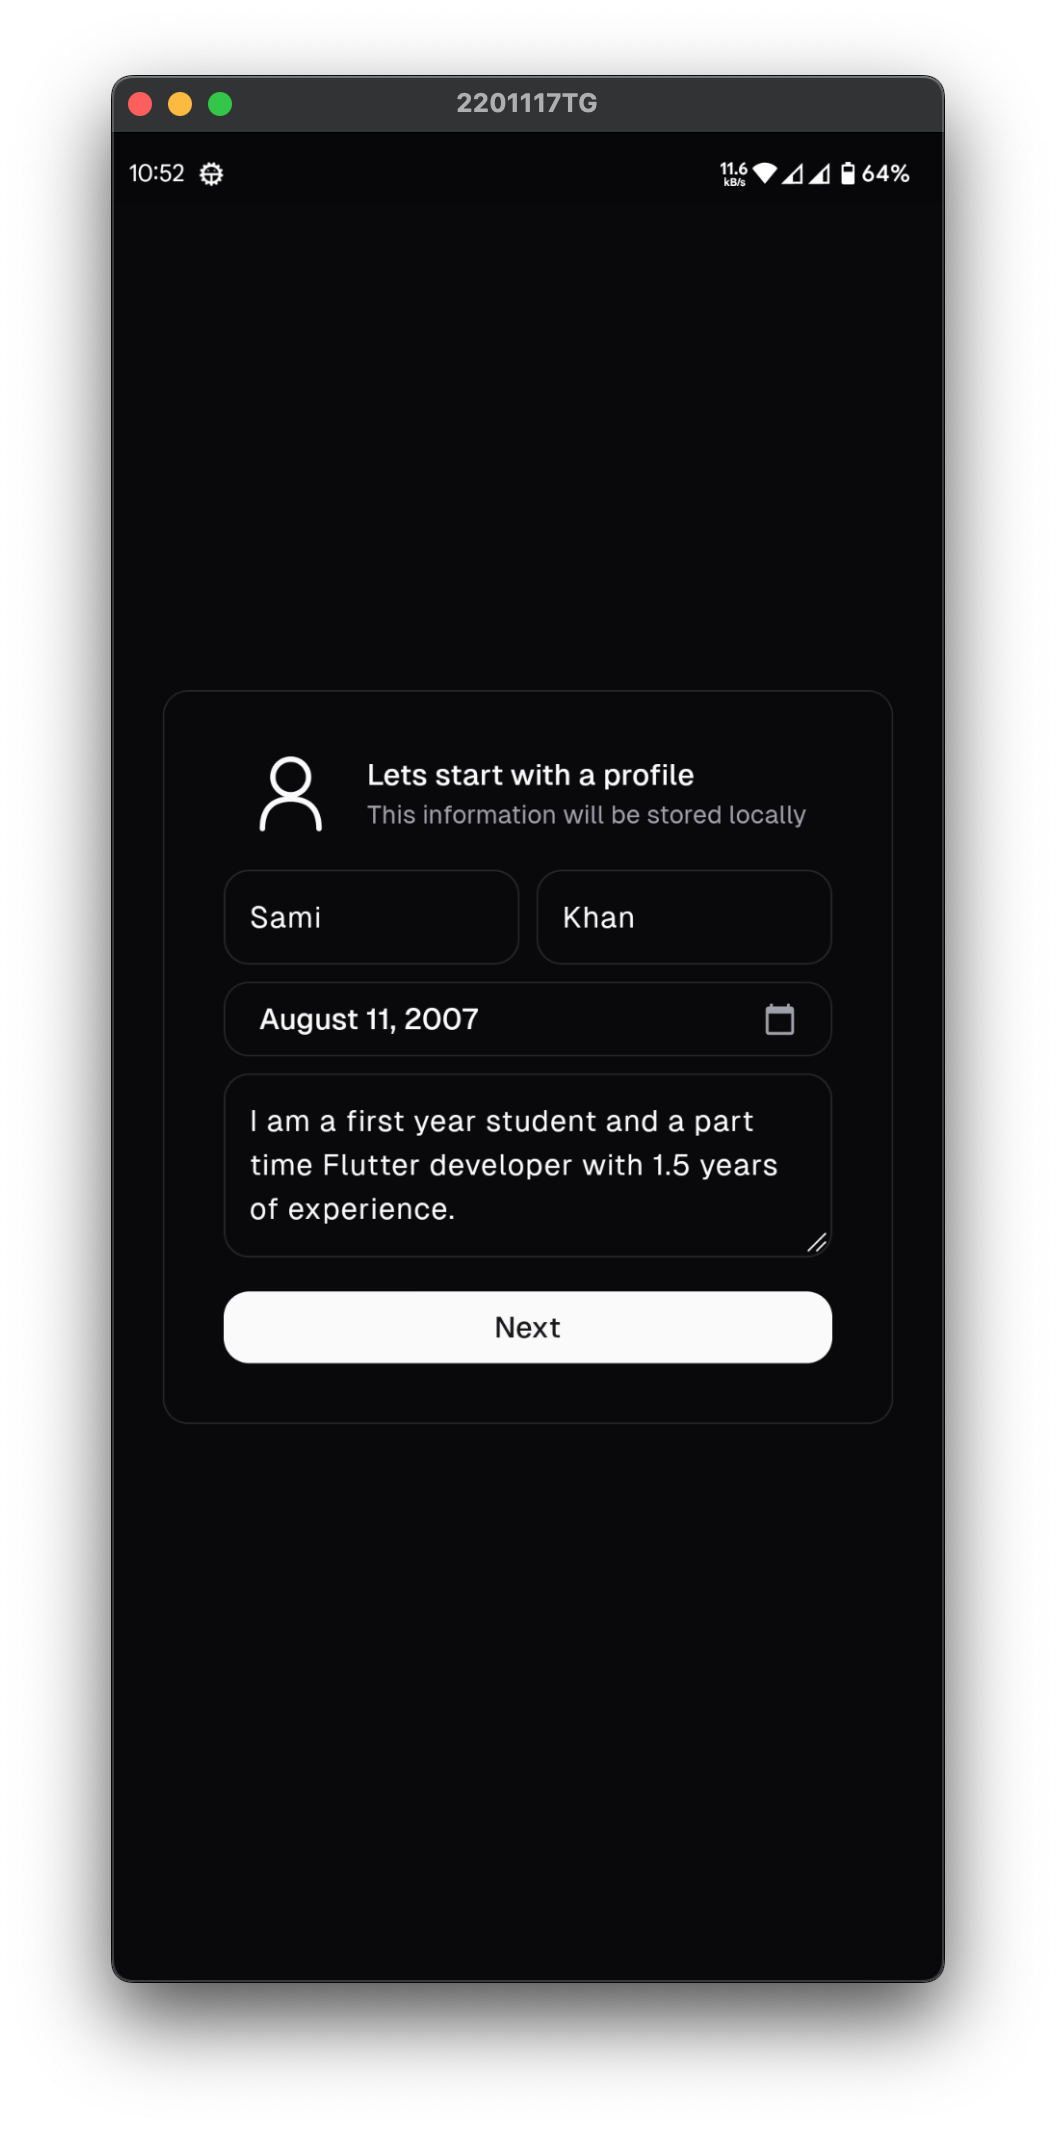 2201117TG
10:52
11.6
kB/s
64%
Lets start with a profile
This information will be stored locally
Sami
Khan
August 11, 2007
I am a first year student and a part
time Flutter developer with 1.5 years
of experience.
Next